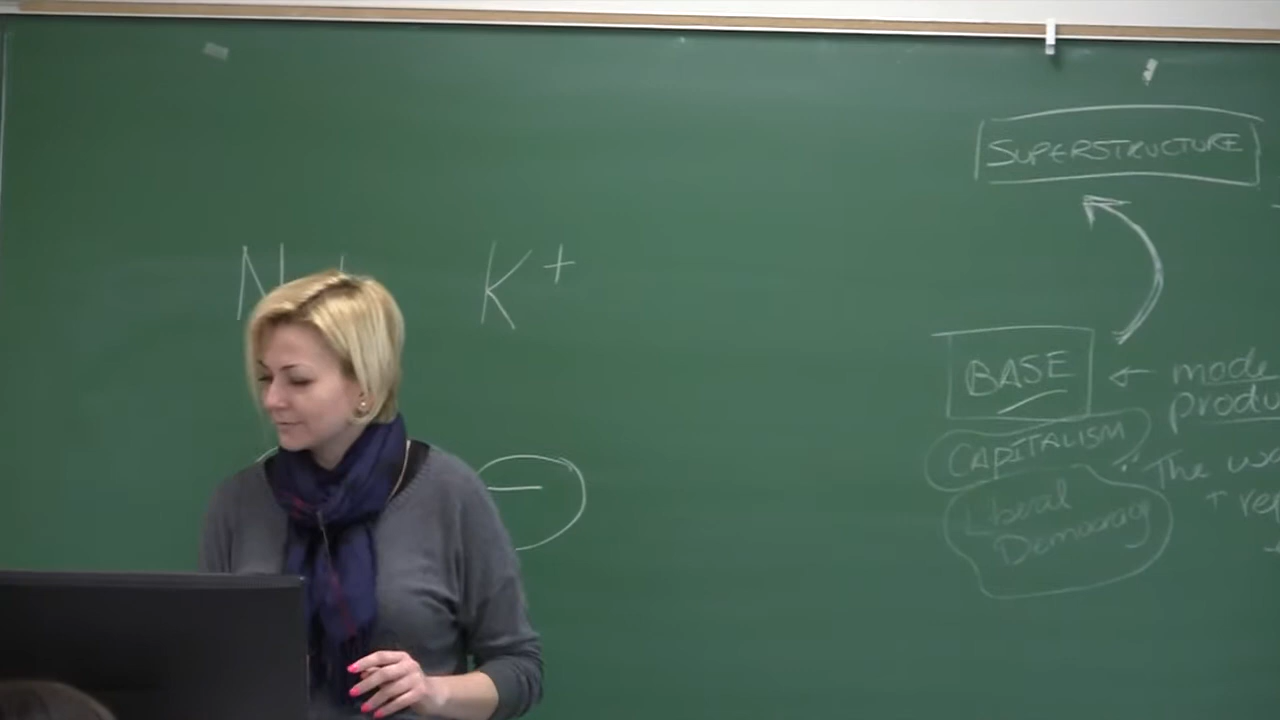 N K+
−
SUPERSTRUCTURE
BASE ← mode
produ
CAPITALISM
The wa
Liberal
+ rep
Democracy